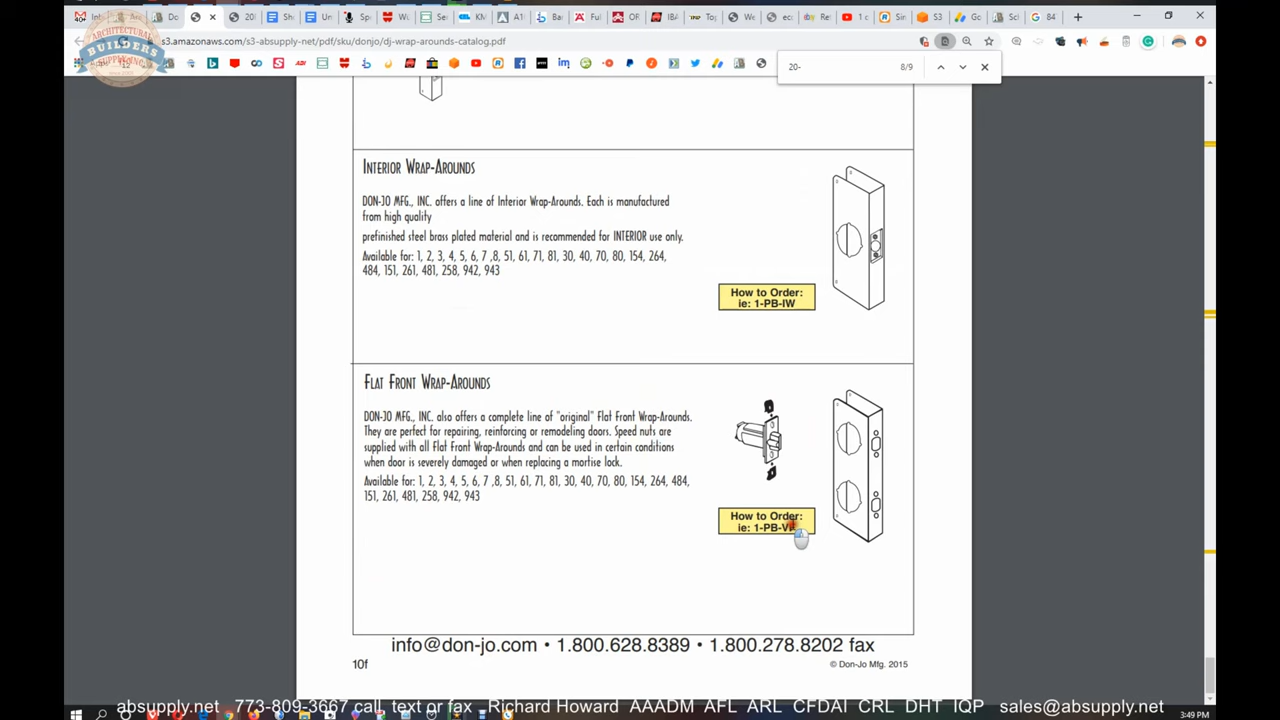 s3.amazonaws.com/s3-absupply-net/pdf/sku/donjo/dj-wrap-arounds-catalog.pdf
ARCHITECTURAL
BUILDERS
SUPPLY INC.
20-
8/9
INTERIOR WRAP-AROUNDS
DON-JO MFG., INC. offers a line of Interior Wrap-Arounds. Each is manufactured
from high quality
prefinished steel brass plated material and is recommended for INTERIOR use only.
Available for: 1, 2, 3, 4, 5, 6, 7 ,8, 51, 61, 71, 81, 30, 40, 70, 80, 154, 264,
484, 151, 261, 481, 258, 942, 943
How to Order:
ie: 1-PB-IW
FLAT FRONT WRAP-AROUNDS
DON-JO MFG., INC. also offers a complete line of "original" Flat Front Wrap-Arounds.
They are perfect for repairing, reinforcing or remodeling doors. Speed nuts are
supplied with all Flat Front Wrap-Arounds and can be used in certain conditions
when door is severely damaged or when replacing a mortise lock.
Available for: 1, 2, 3, 4, 5, 6, 7 ,8, 51, 61, 71, 81, 30, 40, 70, 80, 154, 264, 484,
151, 261, 481, 258, 942, 943
How to Order:
ie: 1-PB-
info@don-jo.com • 1.800.628.8389 • 1.800.278.8202 fax
10f
© Don-Jo Mfg. 2015
absupply.net 773-809-3667 call, text or fax Richard Howard AAADM AFL ARL CFDAI CRL DHT IQP sales@absupply.net
3:49 PM